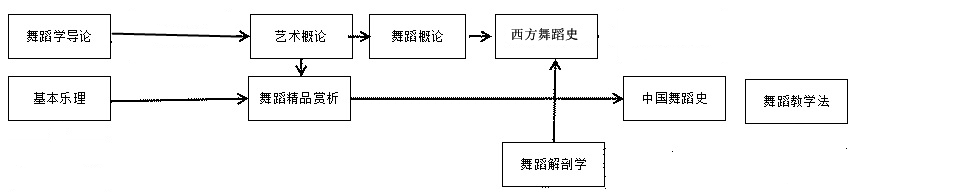 舞蹈学导论
艺术概论
舞蹈概论
西方舞蹈史
基本乐理
舞蹈精品赏析
中国舞蹈史
舞蹈教学法
舞蹈解剖学